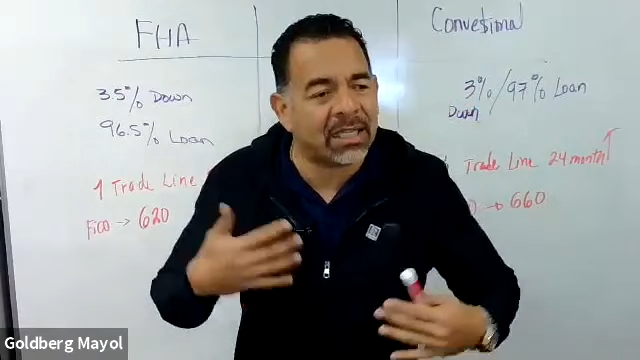 FHA
3.5% Down
96.5% Loan
1 Trade Line
Fico → 620
Convetional
3%/97% Loan
Down
Trade Line 24 month
→ 660
Goldberg Mayol